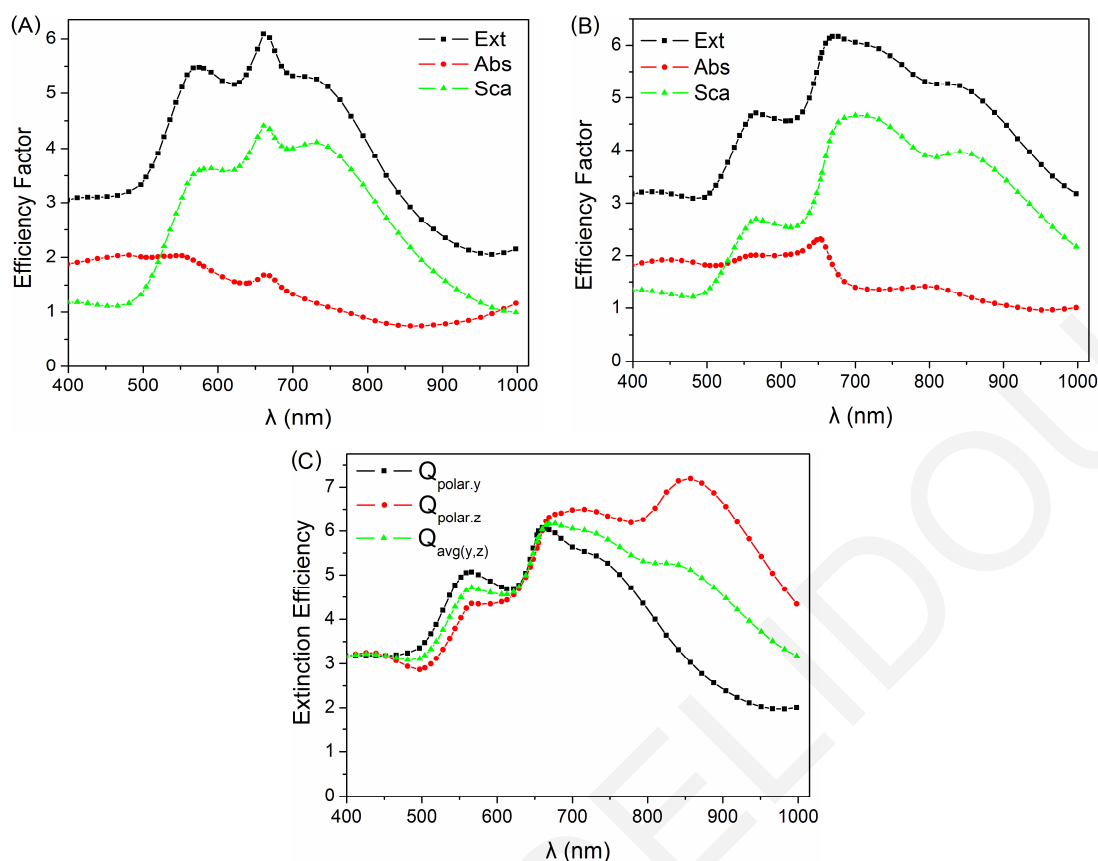 (A)
Ext
Abs
Sca
Efficiency Factor
6
5
4
3
2
1
0
400 500 600 700 800 900 1000
λ (nm)
(B)
Ext
Abs
Sca
Efficiency Factor
6
5
4
3
2
1
0
400 500 600 700 800 900 1000
λ (nm)
(C)
Qpolar.y
Qpolar.z
Qavg(y,z)
Extinction Efficiency
7
6
5
4
3
2
1
0
400 500 600 700 800 900 1000
λ (nm)
ELIDOU